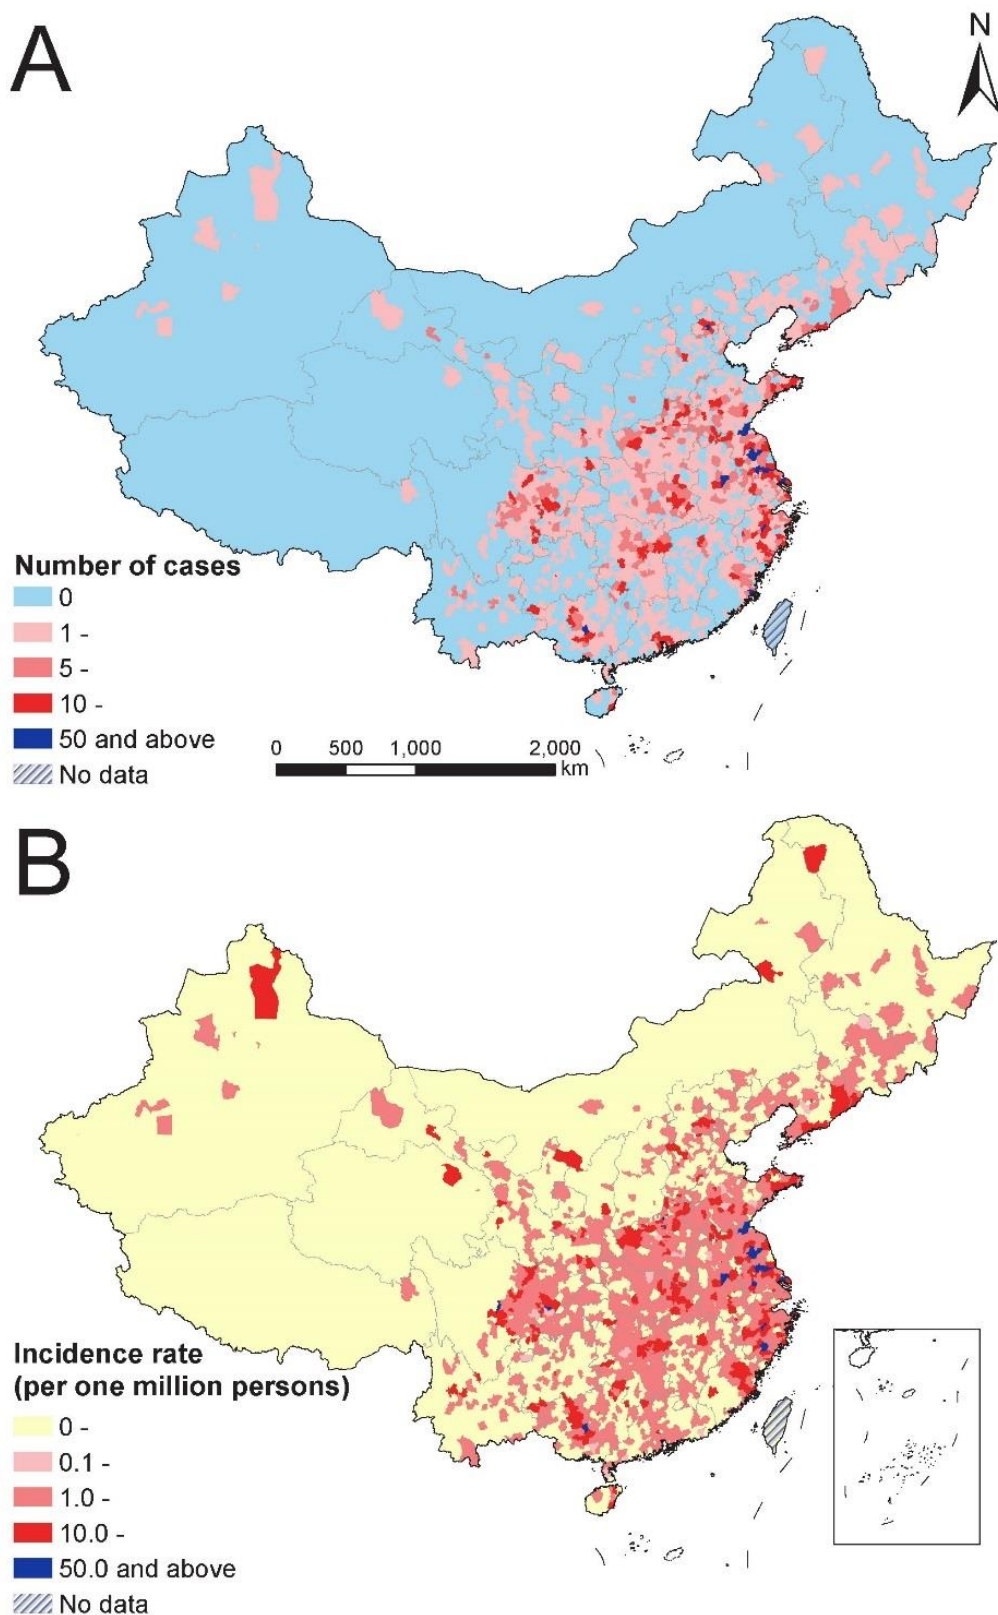 A
N
Number of cases
0
1 -
5 -
10 -
50 and above
No data
0 500 1,000 2,000
km
B
Incidence rate
(per one million persons)
0 -
0.1 -
1.0 -
10.0 -
50.0 and above
No data